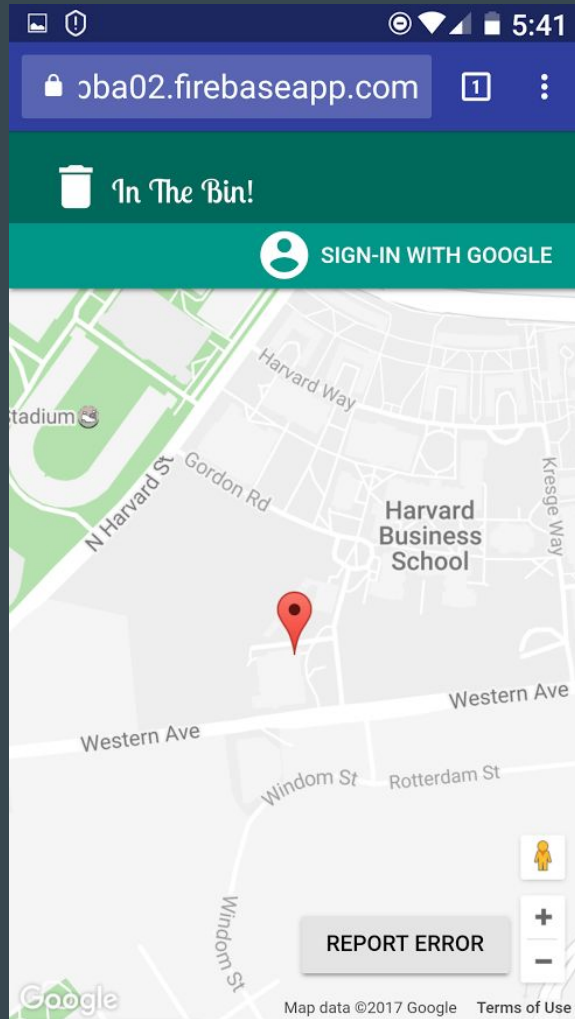 5:41
ɔba02.firebaseapp.com
1
In The Bin!
SIGN-IN WITH GOOGLE
Harvard Way
tadium
N Harvard St
Gordon Rd
Kresge Way
Harvard
Business
School
Western Ave
Western Ave
Windom St
Rotterdam St
Windom St
REPORT ERROR
+
−
Google
Map data ©2017 Google Terms of Use